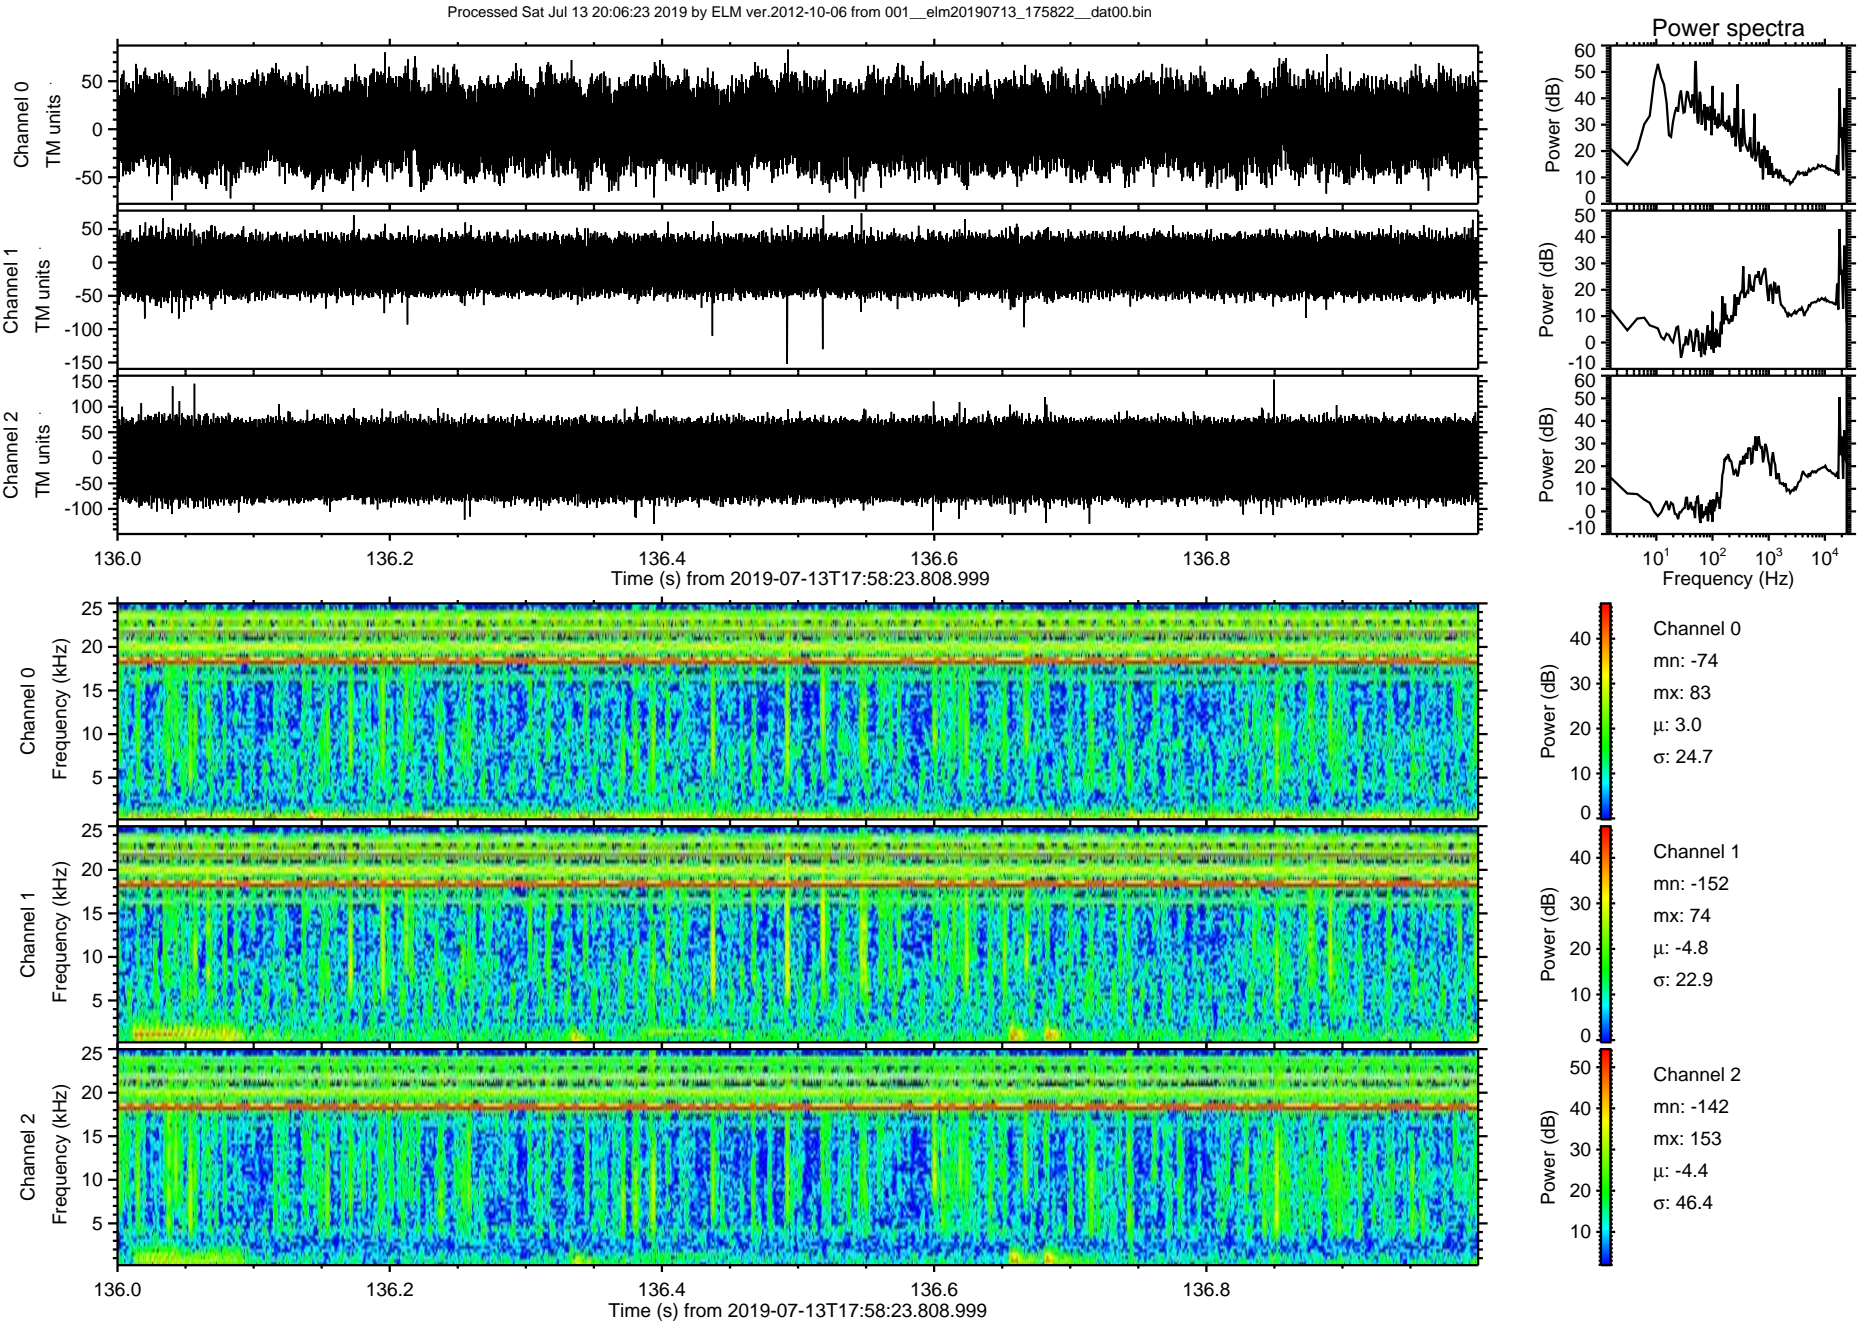 Processed Sat Jul 13 20:06:23 2019 by ELM ver.2012-10-06 from 001__elm20190713_175822__dat00.bin
Power spectra
Channel 0
TM units
50
0
-50
Power (dB)
60
50
40
30
20
10
0
Channel 1
TM units
50
0
-50
-100
-150
Power (dB)
50
40
30
20
10
0
-10
Channel 2
TM units
150
100
50
0
-50
-100
Power (dB)
60
50
40
30
20
10
0
-10
136.0 136.2 136.4 136.6 136.8
Time (s) from 2019-07-13T17:58:23.808.999
10^1 10^2 10^3 10^4
Frequency (Hz)
Channel 0
Frequency (kHz)
25
20
15
10
5
Power (dB)
40
30
20
10
0
Channel 0
mn: -74
mx: 83
μ: 3.0
σ: 24.7
Channel 1
Frequency (kHz)
25
20
15
10
5
Power (dB)
40
30
20
10
0
Channel 1
mn: -152
mx: 74
μ: -4.8
σ: 22.9
Channel 2
Frequency (kHz)
25
20
15
10
5
Power (dB)
50
40
30
20
10
Channel 2
mn: -142
mx: 153
μ: -4.4
σ: 46.4
136.0 136.2 136.4 136.6 136.8
Time (s) from 2019-07-13T17:58:23.808.999